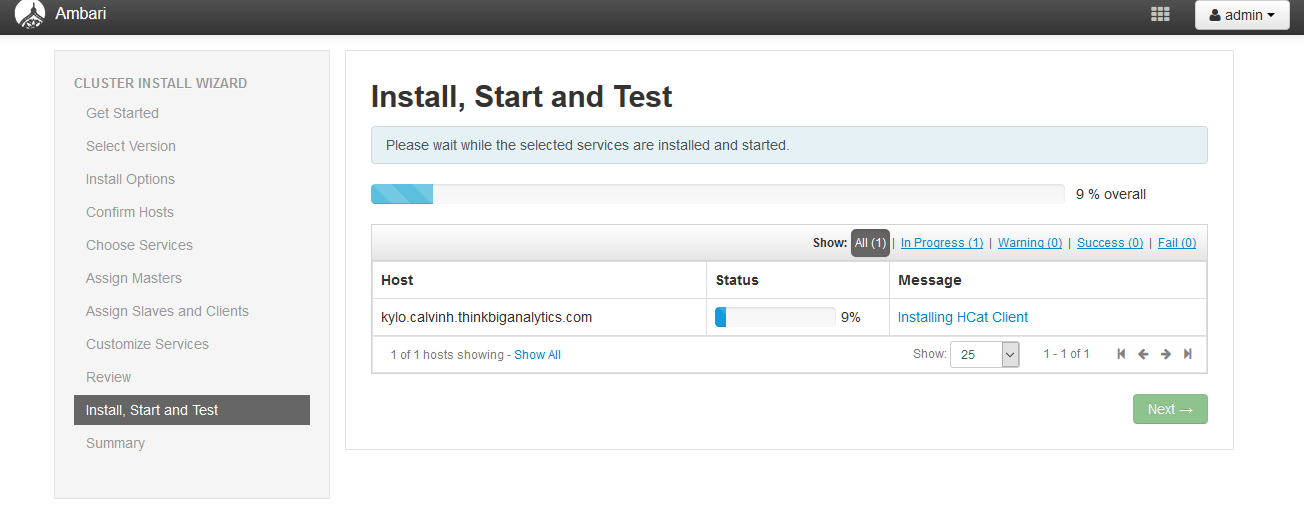 Ambari
admin
CLUSTER INSTALL WIZARD
Get Started
Select Version
Install Options
Confirm Hosts
Choose Services
Assign Masters
Assign Slaves and Clients
Customize Services
Review
Install, Start and Test
Summary
Install, Start and Test
Please wait while the selected services are installed and started.
9 % overall
Show: All (1) | In Progress (1) | Warning (0) | Success (0) | Fail (0)
Host Status Message
kylo.calvinh.thinkbiganalytics.com 9% Installing HCat Client
1 of 1 hosts showing - Show All Show: 25 1 - 1 of 1
Next →